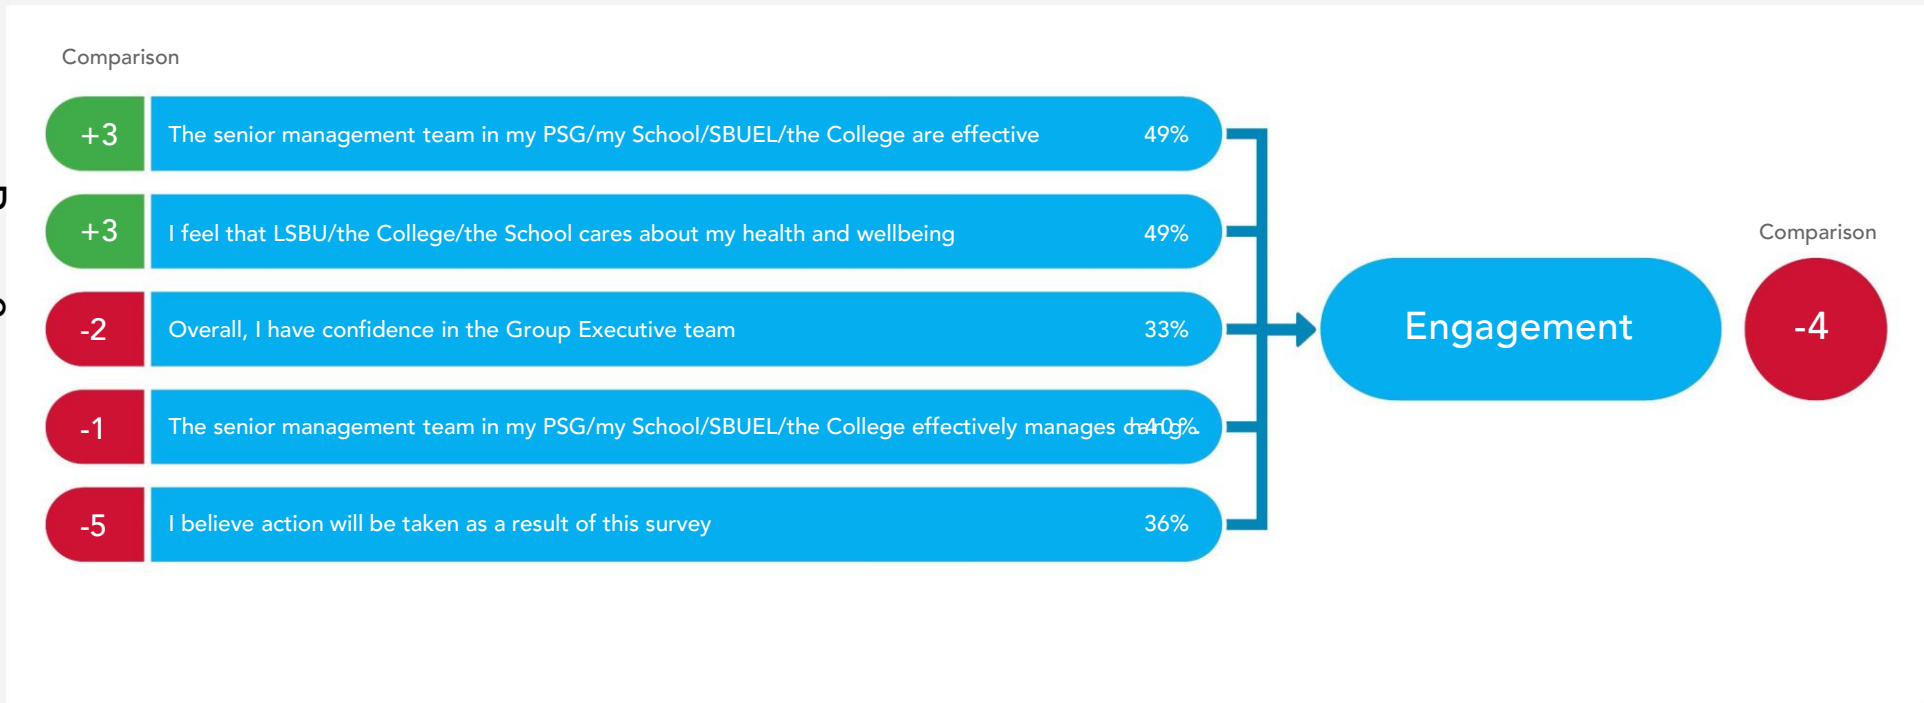 Comparison
+3 The senior management team in my PSG/my School/SBUEL/the College are effective 49%
+3 I feel that LSBU/the College/the School cares about my health and wellbeing 49%
Comparison
-2 Overall, I have confidence in the Group Executive team 33%
Engagement -4
-1 The senior management team in my PSG/my School/SBUEL/the College effectively manages 40%
-5 I believe action will be taken as a result of this survey 36%